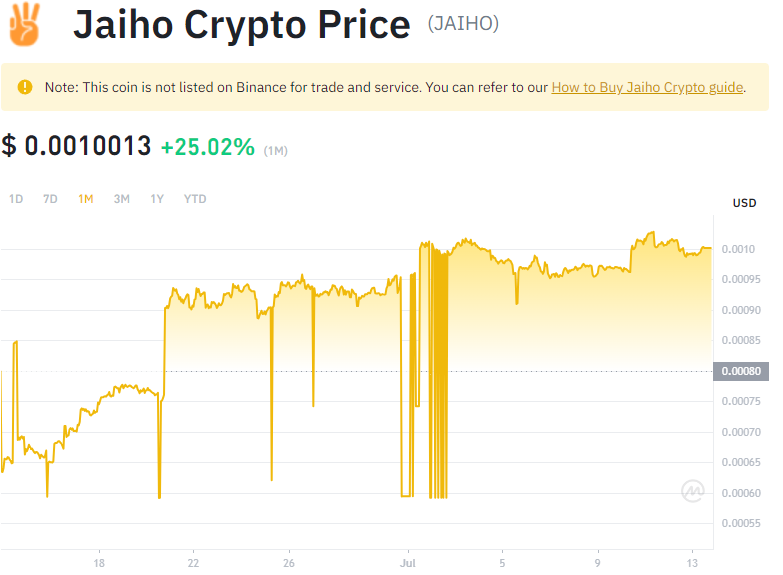 Jaiho Crypto Price (JAIHO)
Note: This coin is not listed on Binance for trade and service. You can refer to our How to Buy Jaiho Crypto guide.
$ 0.0010013 +25.02% (1M)
1D 7D 1M 3M 1Y YTD
USD
0.0010
0.00095
0.00090
0.00085
0.00080
0.00075
0.00070
0.00065
0.00060
0.00055
18 22 26 Jul 5 9 13